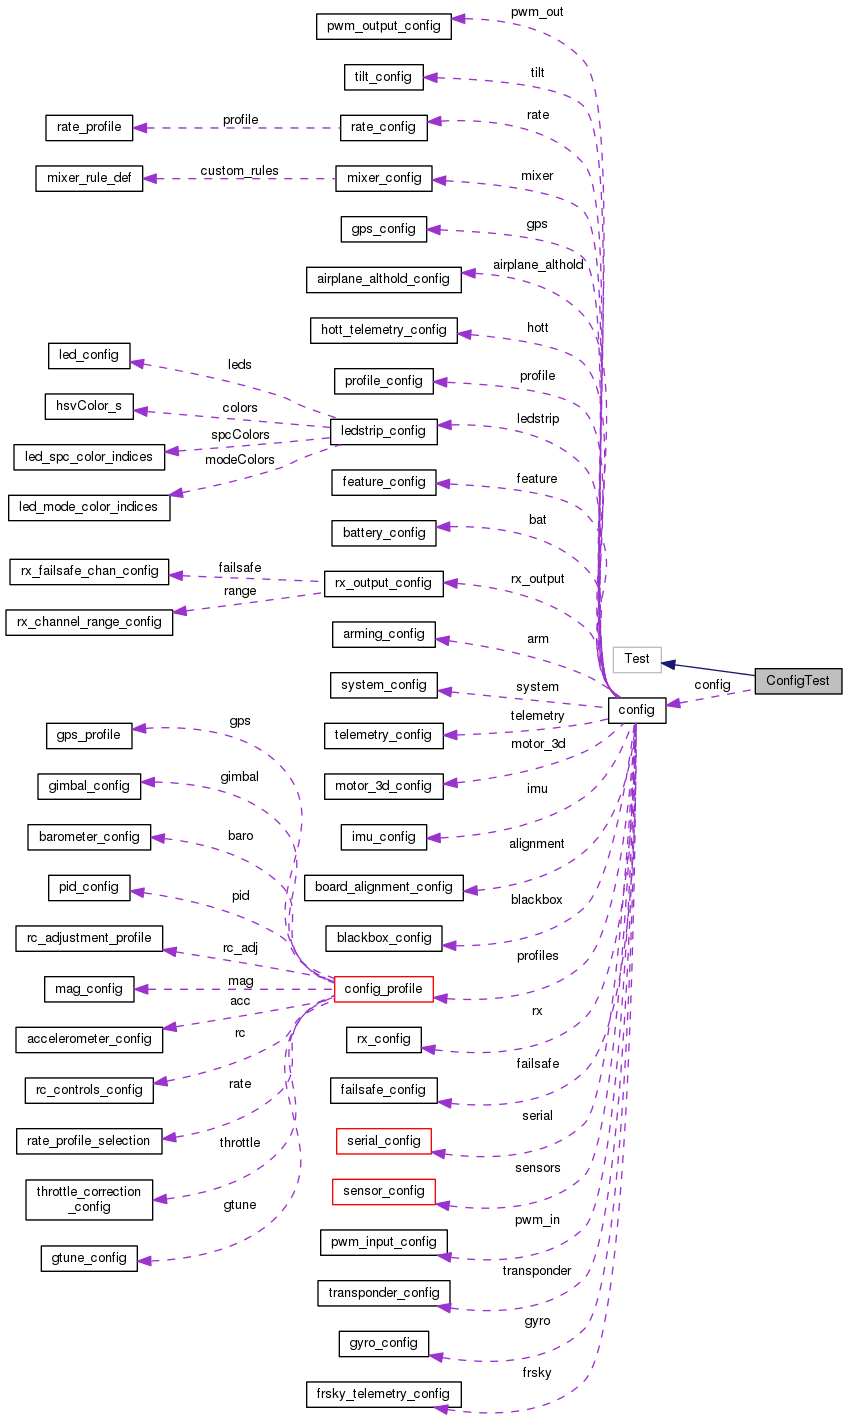 pwm_out
pwm_output_config
tilt
tilt_config
rate
profile
rate_profile
rate_config
mixer
custom_rules
mixer_rule_def
mixer_config
gps
gps_config
airplane_althold
airplane_althold_config
hott
hott_telemetry_config
led_config
leds
profile
profile_config
hsvColor_s
colors
ledstrip
ledstrip_config
spcColors
led_spc_color_indices
modeColors
feature
feature_config
led_mode_color_indices
bat
battery_config
rx_failsafe_chan_config
failsafe
rx_output
rx_output_config
range
rx_channel_range_config
arm
arming_config
Test
ConfigTest
system
system_config
config
config
telemetry
telemetry_config
gps
gps_profile
motor_3d
motor_3d_config
gimbal
gimbal_config
imu
imu_config
baro
barometer_config
alignment
board_alignment_config
pid
pid_config
blackbox
blackbox_config
rc_adjustment_profile
rc_adj
profiles
config_profile
mag
mag_config
acc
rx
rx_config
accelerometer_config
rc
failsafe
failsafe_config
rc_controls_config
rate
serial
serial_config
rate_profile_selection
throttle
sensors
sensor_config
throttle_correction
_config
gtune
pwm_in
pwm_input_config
gtune_config
transponder
transponder_config
gyro
gyro_config
frsky
frsky_telemetry_config